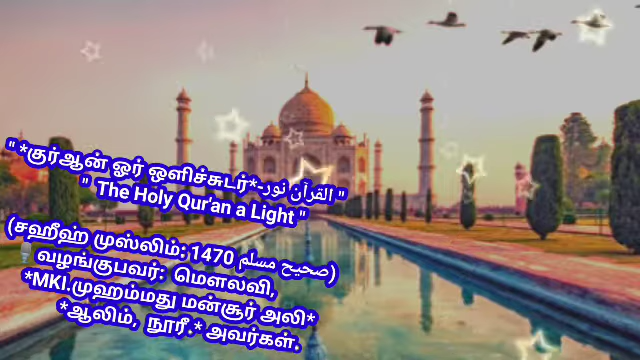 " *குர்ஆன் ஓர் ஒளிச்சுடர்*-القرآن نور "
" The Holy Qur'an a Light "
(சஹீஹ் முஸ்லிம்: 1470 صحيح مسلم)
🎙️வழங்குபவர்: மௌலவி,
*MKI.முஹம்மது மன்சூர் அலி*
*ஆலிம், நூரீ.* அவர்கள்.